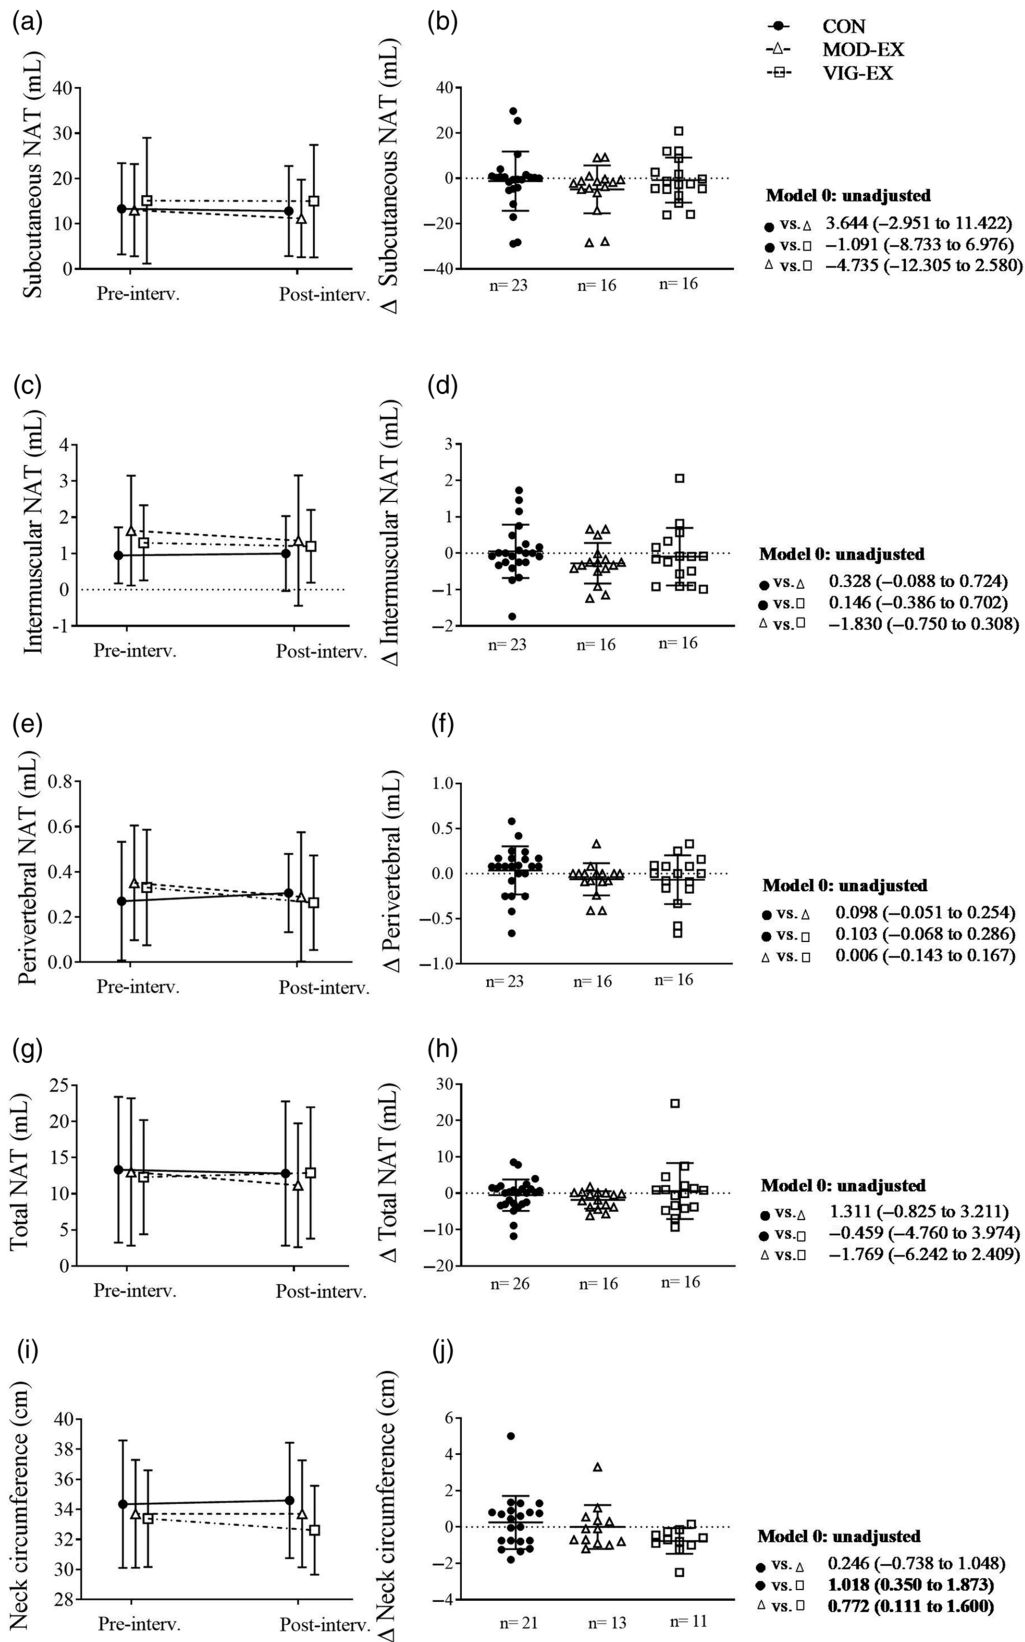 (a)
Subcutaneous NAT (mL)
40
30
20
10
0
Pre-interv.
Post-interv.
(b)
Δ Subcutaneous NAT (mL)
40
20
0
−20
−40
n= 23
n= 16
n= 16
CON
MOD-EX
VIG-EX
Model 0: unadjusted
● vs. △ 3.644 (−2.951 to 11.422)
● vs. □ −1.091 (−8.733 to 6.976)
△ vs. □ −4.735 (−12.305 to 2.580)
(c)
Intermuscular NAT (mL)
4
3
2
1
0
-1
Pre-interv.
Post-interv.
(d)
Δ Intermuscular NAT (mL)
3
2
1
0
−1
−2
n= 23
n= 16
n= 16
Model 0: unadjusted
● vs. △ 0.328 (−0.088 to 0.724)
● vs. □ 0.146 (−0.386 to 0.702)
△ vs. □ −1.830 (−0.750 to 0.308)
(e)
Perivertebral NAT (mL)
0.8
0.6
0.4
0.2
0.0
Pre-interv.
Post-interv.
(f)
Δ Perivertebral (mL)
1.0
0.5
0.0
−0.5
−1.0
n= 23
n= 16
n= 16
Model 0: unadjusted
● vs. △ 0.098 (−0.051 to 0.254)
● vs. □ 0.103 (−0.068 to 0.286)
△ vs. □ 0.006 (−0.143 to 0.167)
(g)
Total NAT (mL)
25
20
15
10
5
0
Pre-interv.
Post-interv.
(h)
Δ Total NAT (mL)
30
20
10
0
−10
−20
n= 26
n= 16
n= 16
Model 0: unadjusted
● vs. △ 1.311 (−0.825 to 3.211)
● vs. □ −0.459 (−4.760 to 3.974)
△ vs. □ −1.769 (−6.242 to 2.409)
(i)
Neck circumference (cm)
40
38
36
34
32
30
28
Pre-interv.
Post-interv.
(j)
Δ Neck circumference (cm)
6
4
2
0
−2
−4
n= 21
n= 13
n= 11
Model 0: unadjusted
● vs. △ 0.246 (−0.738 to 1.048)
● vs. □ 1.018 (0.350 to 1.873)
△ vs. □ 0.772 (0.111 to 1.600)